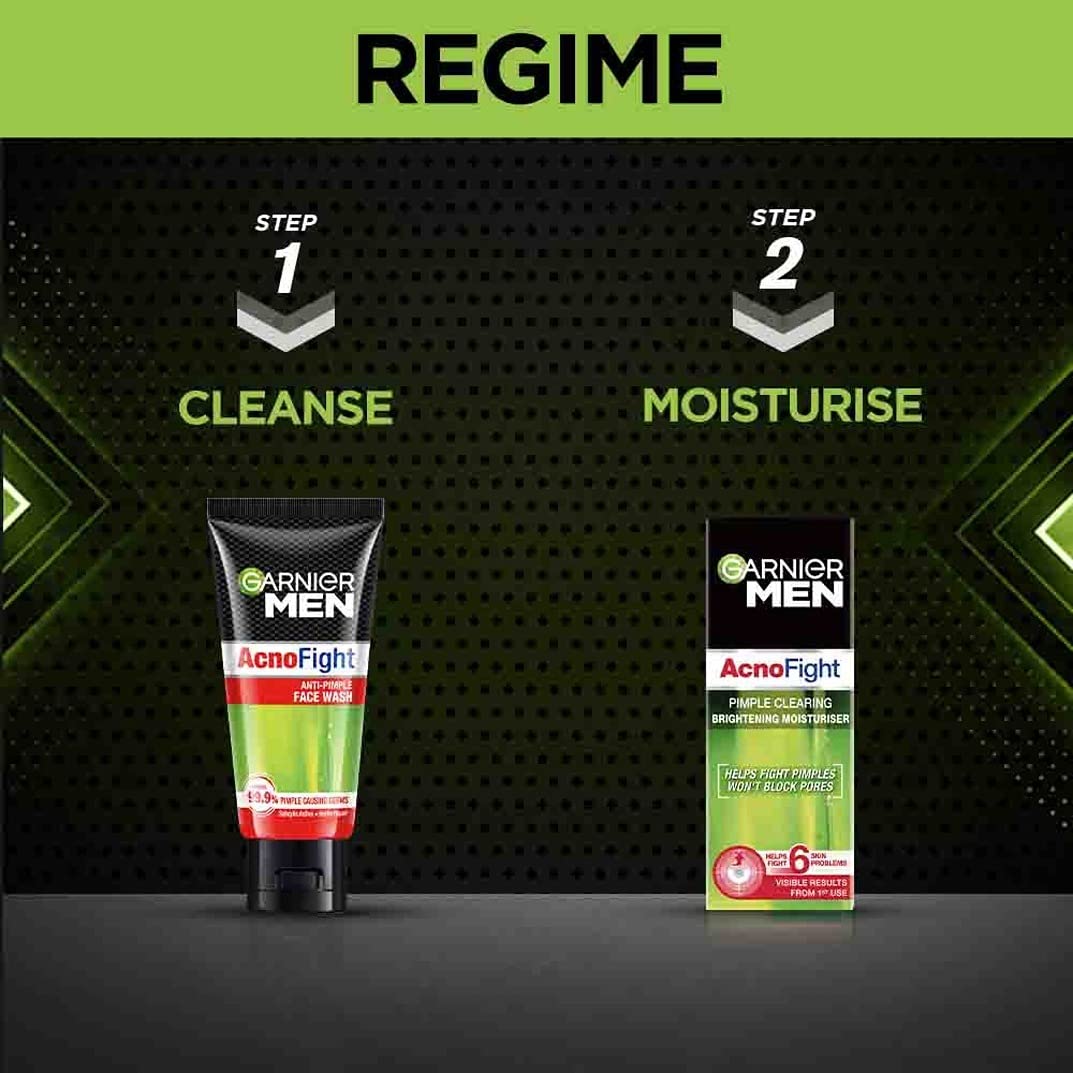 REGIME
STEP
1
CLEANSE
STEP
2
MOISTURISE
GARNIER
MEN
AcnoFight
ANTI-PIMPLE
FACE WASH
99.9% PIMPLE CAUSING GERMS
GARNIER
MEN
AcnoFight
PIMPLE CLEARING
BRIGHTENING MOISTURISER
HELPS FIGHT PIMPLES
WON'T BLOCK PORES
HELPS FIGHT 6 SKIN PROBLEMS
VISIBLE RESULTS
FROM 1ST USE